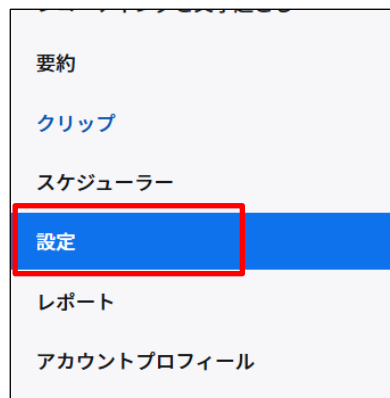 要約
クリップ
スケジューラー
設定
レポート
アカウントプロフィール